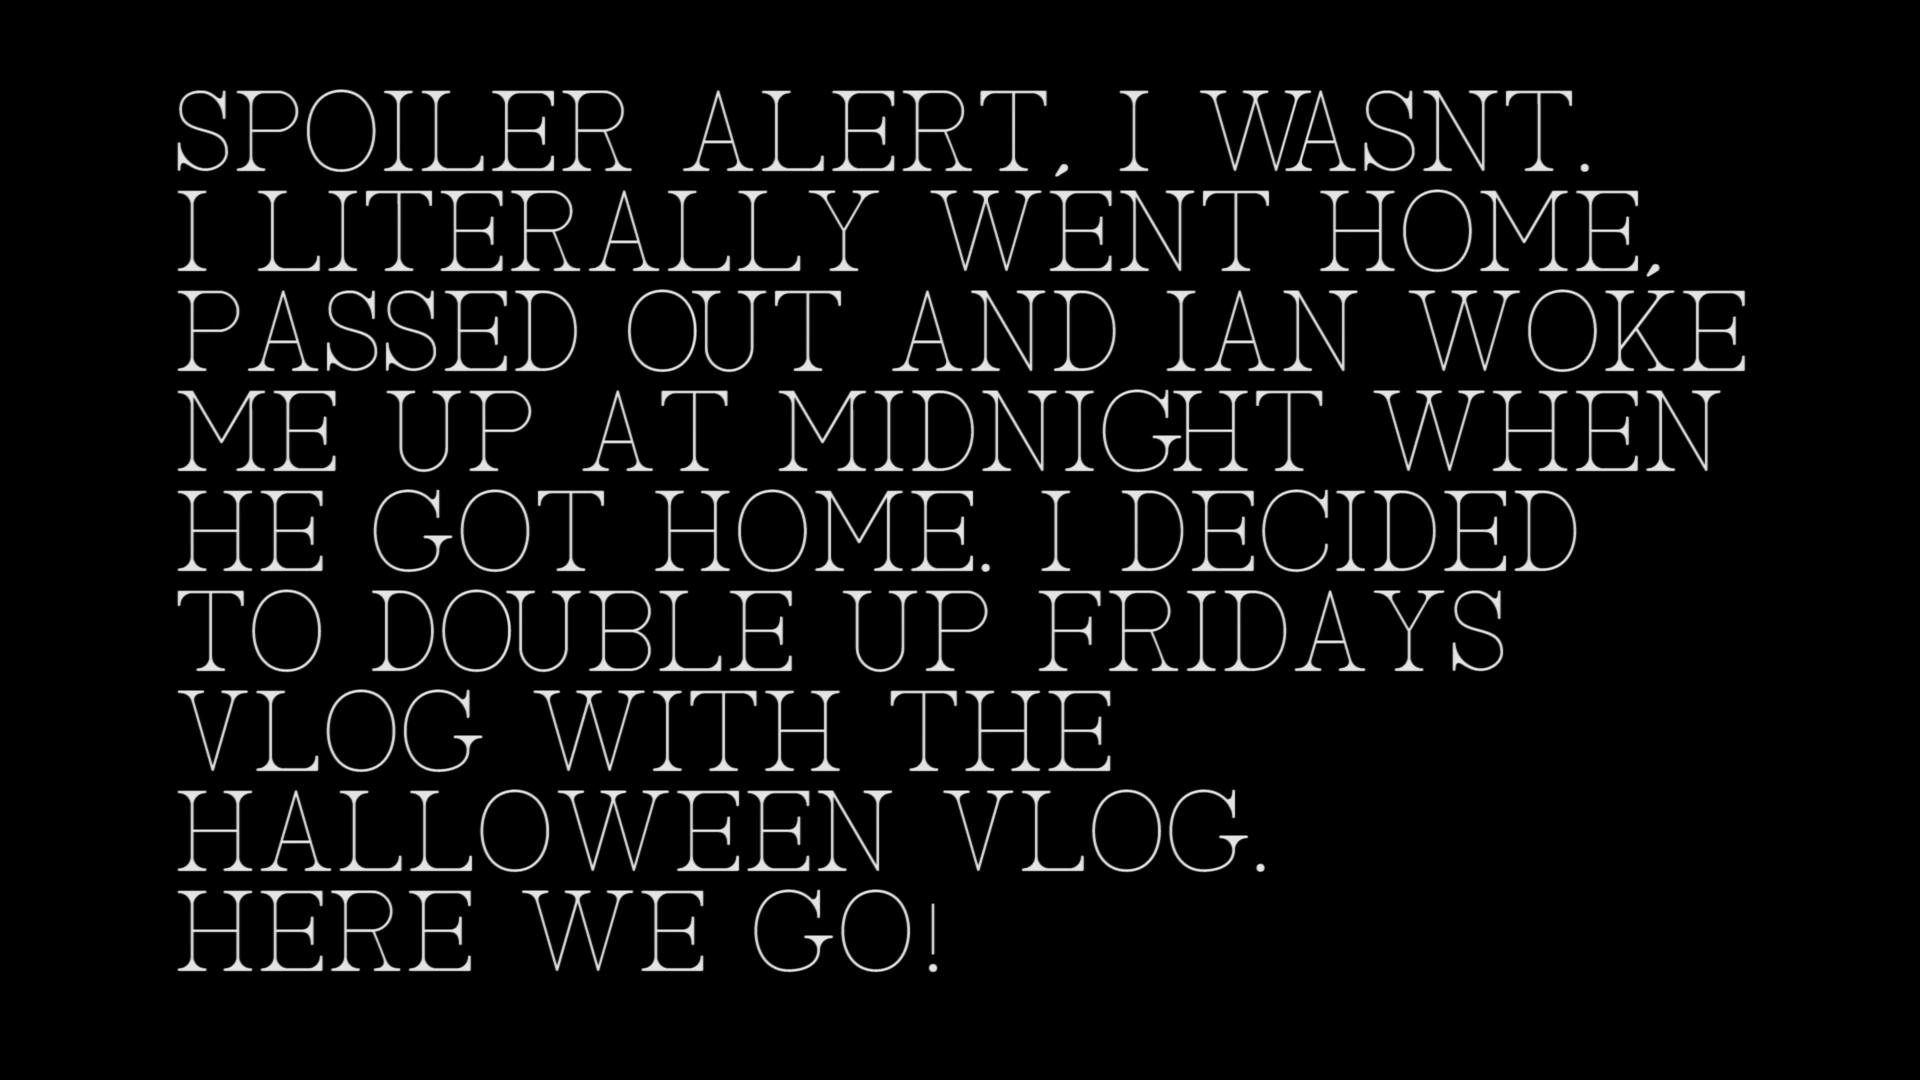 SPOILER ALERT, I WASNT.
I LITERALLY WENT HOME,
PASSED OUT AND IAN WOKE
ME UP AT MIDNIGHT WHEN
HE GOT HOME. I DECIDED
TO DOUBLE UP FRIDAYS
VLOG WITH THE
HALLOWEEN VLOG.
HERE WE GO!